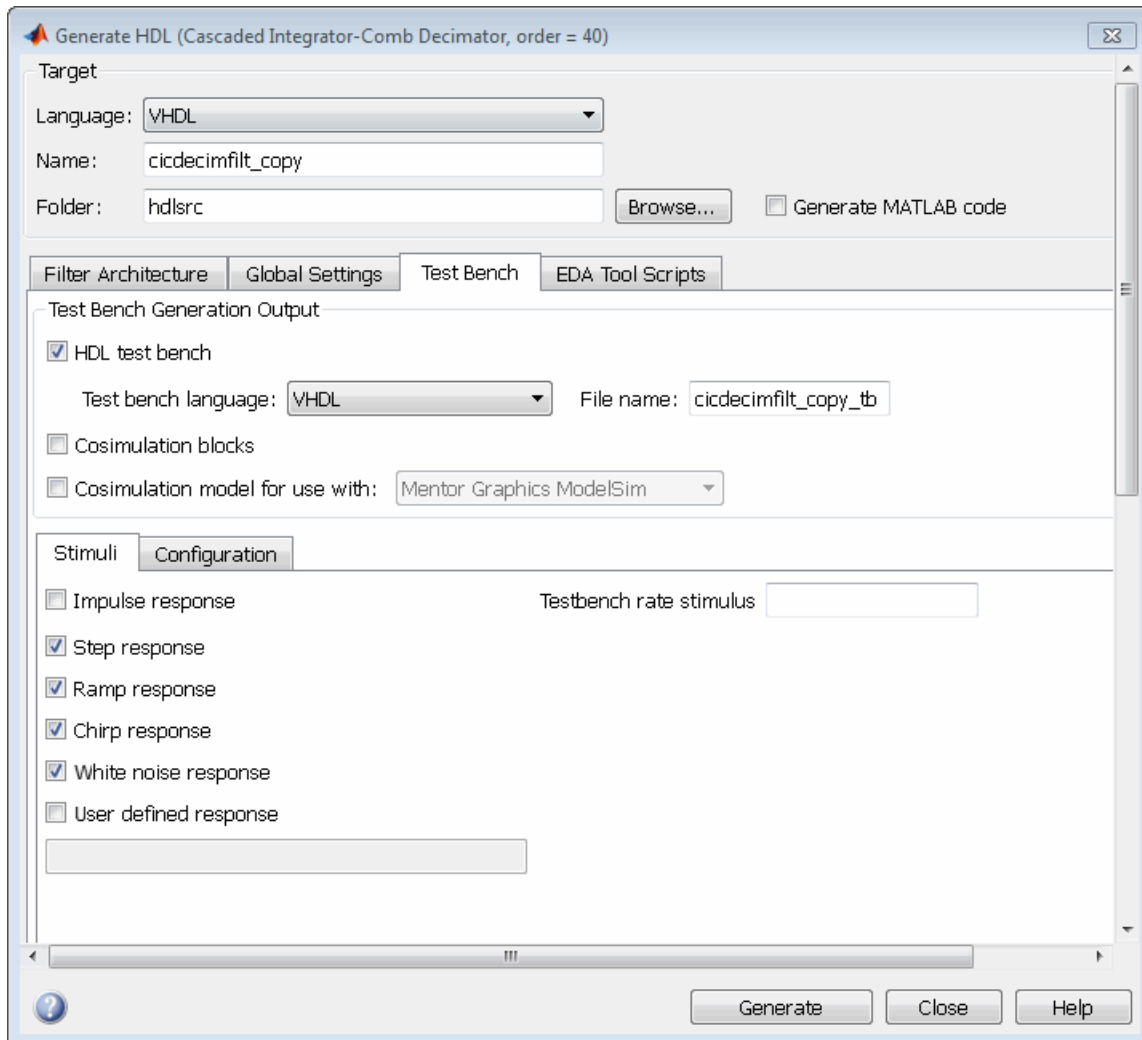 Generate HDL (Cascaded Integrator-Comb Decimator, order = 40)
Target
Language: VHDL
Name: cicdecimfilt_copy
Folder: hdlsrc Browse... Generate MATLAB code
Filter Architecture Global Settings Test Bench EDA Tool Scripts
Test Bench Generation Output
HDL test bench
Test bench language: VHDL File name: cicdecimfilt_copy_tb
Cosimulation blocks
Cosimulation model for use with: Mentor Graphics ModelSim
Stimuli Configuration
Impulse response Testbench rate stimulus
Step response
Ramp response
Chirp response
White noise response
User defined response
? Generate Close Help